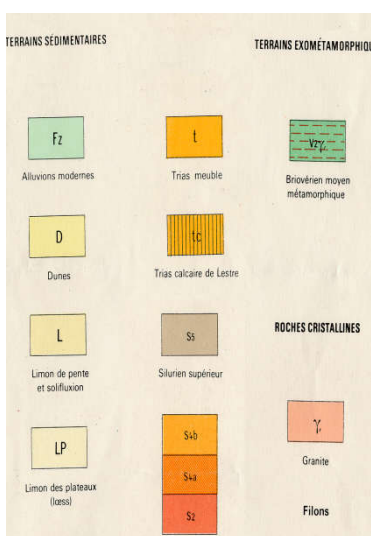 TERRAINS SÉDIMENTAIRES
Fz
Alluvions modernes
D
Dunes
L
Limon de pente
et solifluxion
LP
Limon des plateaux
(lœss)
t
Trias meuble
tc
Trias calcaire de Lestre
S5
Silurien supérieur
S4b
S4a
S2
TERRAINS EXOMÉTAMORPHIQU
Briovérien moyen
métamorphique
ROCHES CRISTALLINES
Granite
Filons